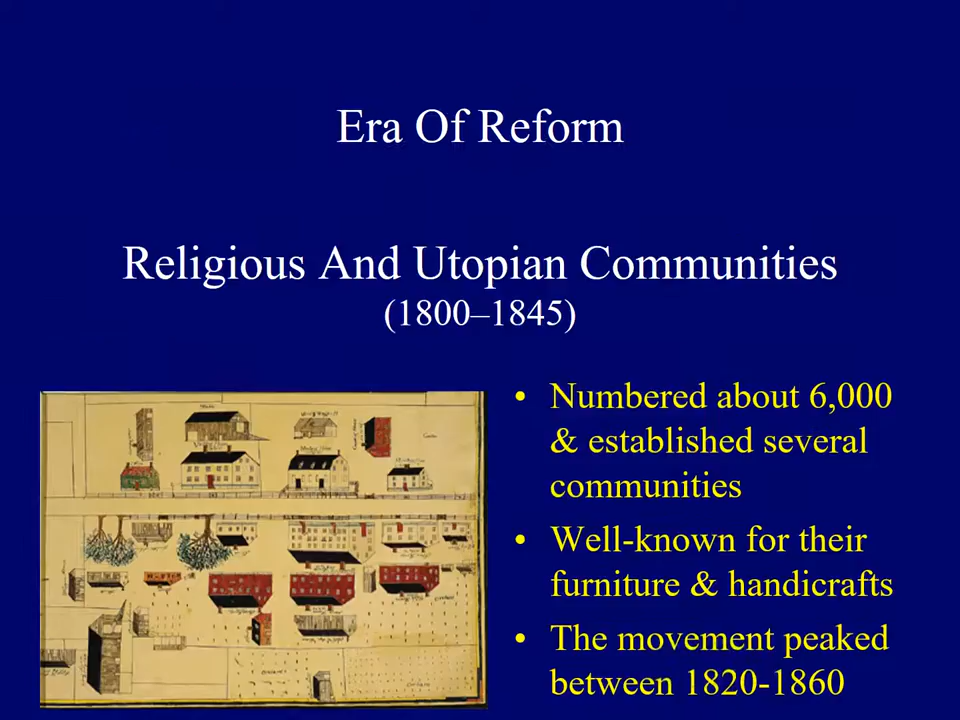 Era Of Reform
Religious And Utopian Communities
(1800–1845)
• Numbered about 6,000
& established several
communities
• Well-known for their
furniture & handicrafts
• The movement peaked
between 1820-1860